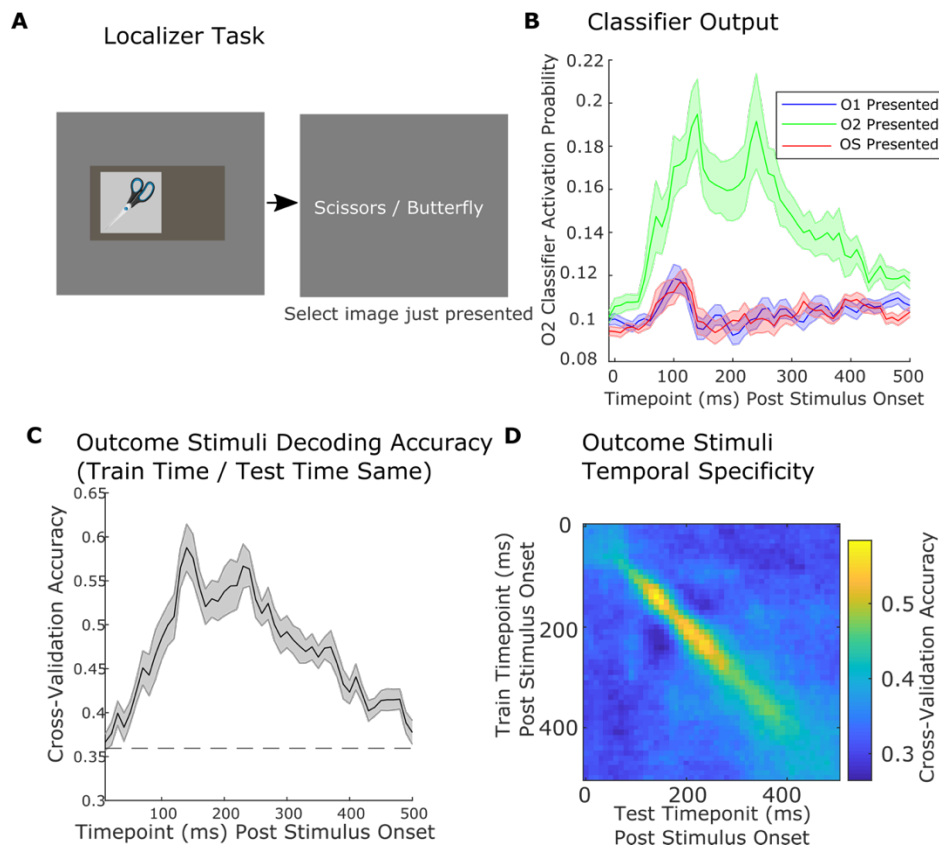 A
Localizer Task
Scissors / Butterfly
Select image just presented
B
Classifier Output
O2 Classifier Activation Proability
0.22
0.2
0.18
0.16
0.14
0.12
0.1
0.08
O1 Presented
O2 Presented
OS Presented
0
100
200
300
400
500
Timepoint (ms) Post Stimulus Onset
C
Outcome Stimuli Decoding Accuracy
(Train Time / Test Time Same)
Cross-Validation Accuracy
0.65
0.6
0.55
0.5
0.45
0.4
0.35
0.3
100
200
300
400
500
Timepoint (ms) Post Stimulus Onset
D
Outcome Stimuli
Temporal Specificity
Train Timepoint (ms)
Post Stimulus Onset
0
200
400
0
200
400
Test Timeponit (ms)
Post Stimulus Onset
0.5
0.4
0.3
Cross-Validation Accuracy